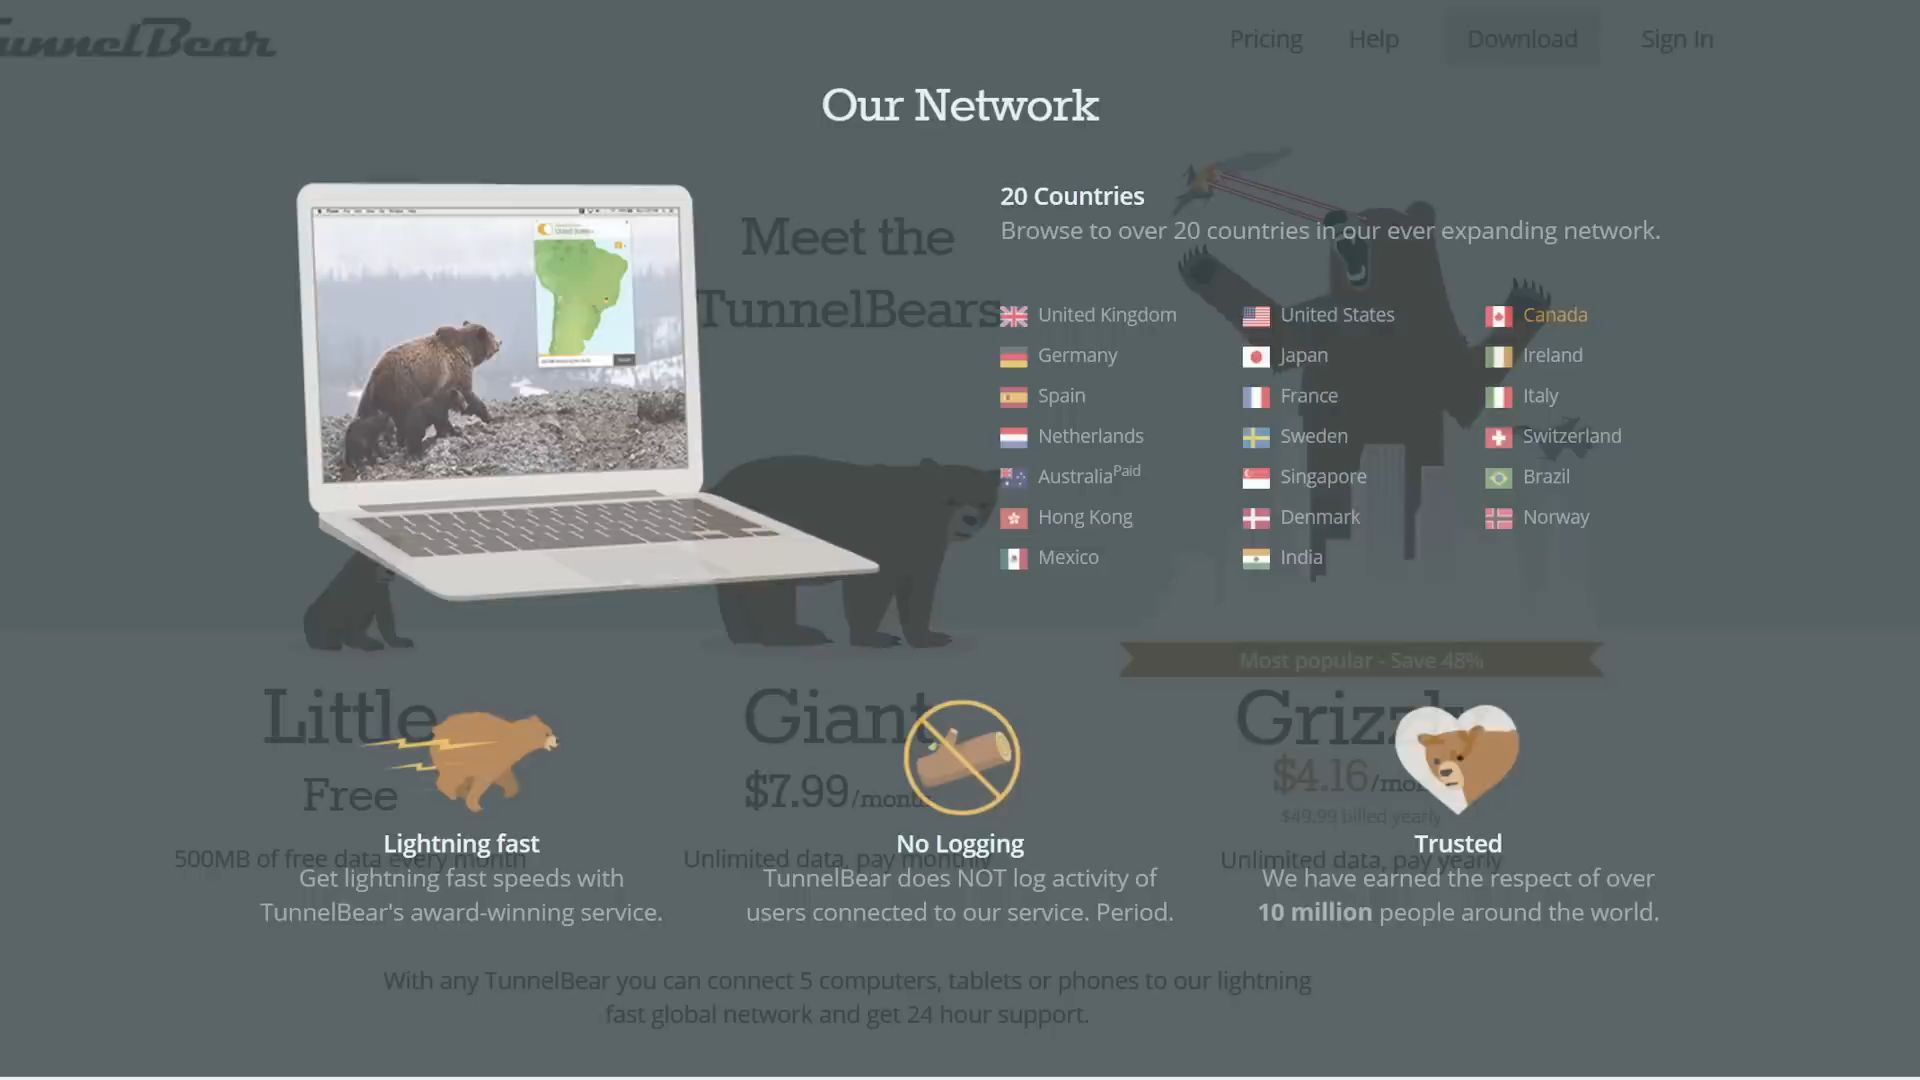 TunnelBear
Pricing
Help
Download
Sign In
Our Network
20 Countries
Browse to over 20 countries in our ever expanding network.
Meet the
TunnelBears
United Kingdom
United States
Canada
Germany
Japan
Ireland
Spain
France
Italy
Netherlands
Sweden
Switzerland
AustraliaPaid
Singapore
Brazil
Hong Kong
Denmark
Norway
Mexico
India
Most popular - Save 48%
Little
Giant
Grizzly
Free
$7.99/month
$4.16/month
$49.99 billed yearly
500MB of free data every month
Unlimited data, pay monthly
Unlimited data, pay yearly
Lightning fast
Get lightning fast speeds with
TunnelBear's award-winning service.
No Logging
TunnelBear does NOT log activity of
users connected to our service. Period.
Trusted
We have earned the respect of over
10 million people around the world.
With any TunnelBear you can connect 5 computers, tablets or phones to our lightning
fast global network and get 24 hour support.